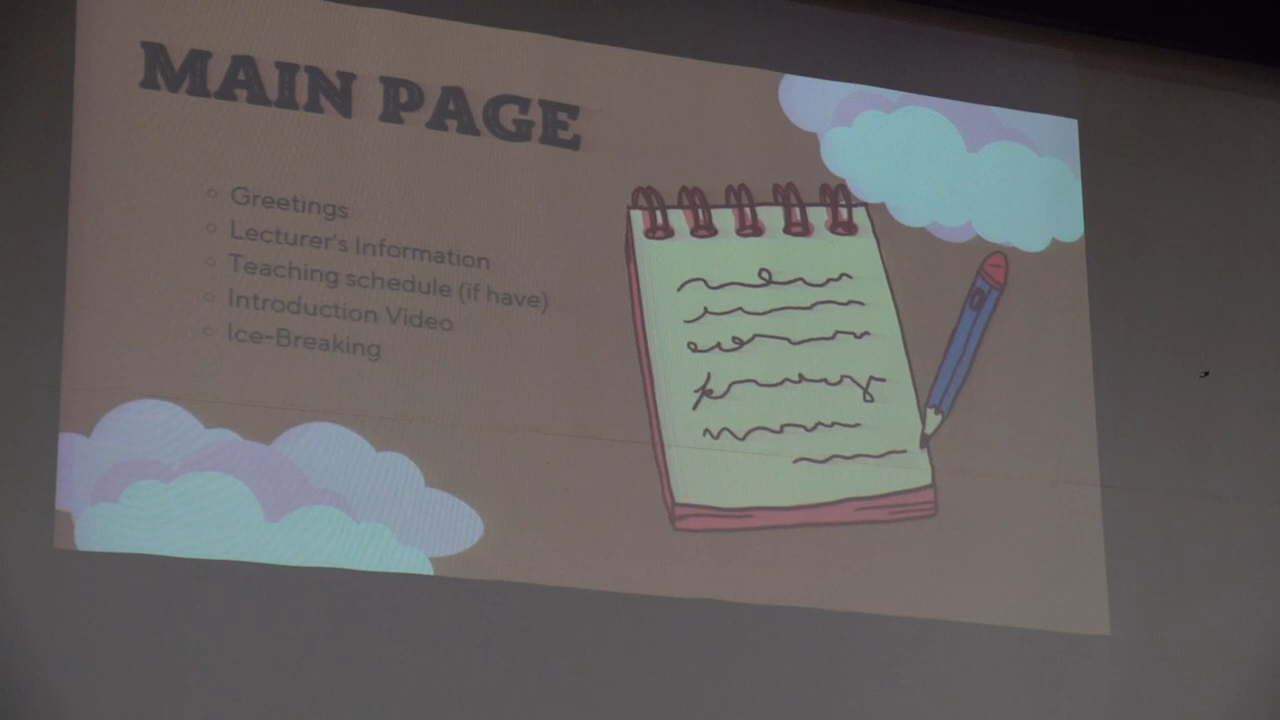 MAIN PAGE
Greetings
Lecturer's Information
Teaching schedule (if have)
Introduction Video
Ice-Breaking